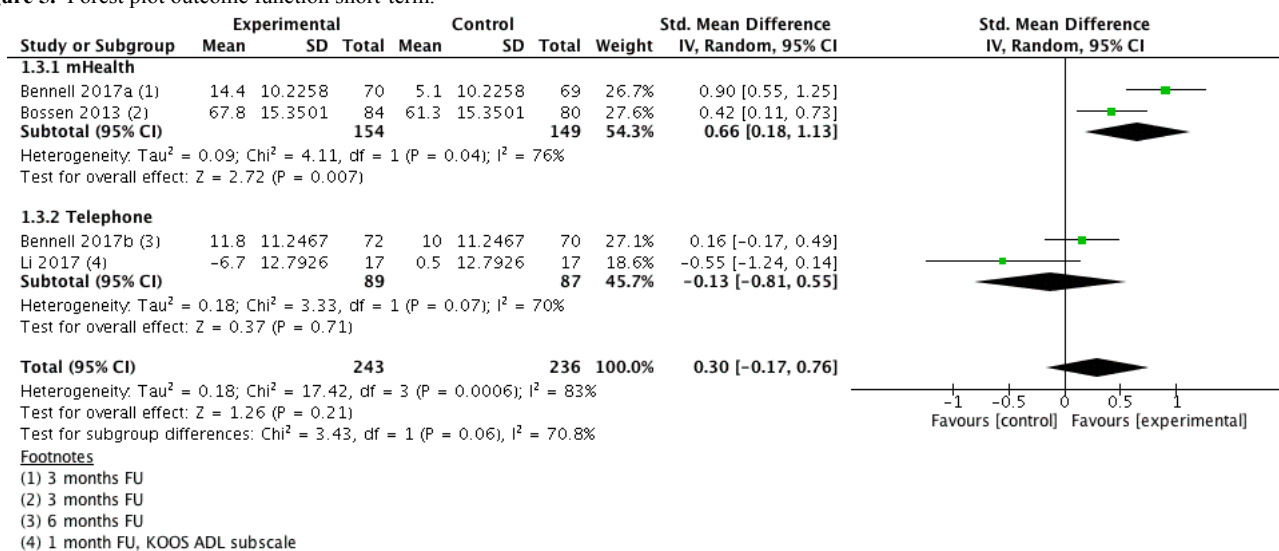 Forest plot outcome function short-term.
Experimental Control Std. Mean Difference Std. Mean Difference
Study or Subgroup Mean SD Total Mean SD Total Weight IV, Random, 95% CI IV, Random, 95% CI
1.3.1 mHealth
Bennell 2017a (1) 14.4 10.2258 70 5.1 10.2258 69 26.7% 0.90 [0.55, 1.25]
Bossen 2013 (2) 67.8 15.3501 84 61.3 15.3501 80 27.6% 0.42 [0.11, 0.73]
Subtotal (95% CI) 154 149 54.3% 0.66 [0.18, 1.13]
Heterogeneity: Tau² = 0.09; Chi² = 4.11, df = 1 (P = 0.04); I² = 76%
Test for overall effect: Z = 2.72 (P = 0.007)
1.3.2 Telephone
Bennell 2017b (3) 11.8 11.2467 72 10 11.2467 70 27.1% 0.16 [-0.17, 0.49]
Li 2017 (4) -6.7 12.7926 17 0.5 12.7926 17 18.6% -0.55 [-1.24, 0.14]
Subtotal (95% CI) 89 87 45.7% -0.13 [-0.81, 0.55]
Heterogeneity: Tau² = 0.18; Chi² = 3.33, df = 1 (P = 0.07); I² = 70%
Test for overall effect: Z = 0.37 (P = 0.71)
Total (95% CI) 243 236 100.0% 0.30 [-0.17, 0.76]
Heterogeneity: Tau² = 0.18; Chi² = 17.42, df = 3 (P = 0.0006); I² = 83%
Test for overall effect: Z = 1.26 (P = 0.21)
Test for subgroup differences: Chi² = 3.43, df = 1 (P = 0.06), I² = 70.8%
-1 -0.5 0 0.5 1
Favours [control] Favours [experimental]
Footnotes
(1) 3 months FU
(2) 3 months FU
(3) 6 months FU
(4) 1 month FU, KOOS ADL subscale